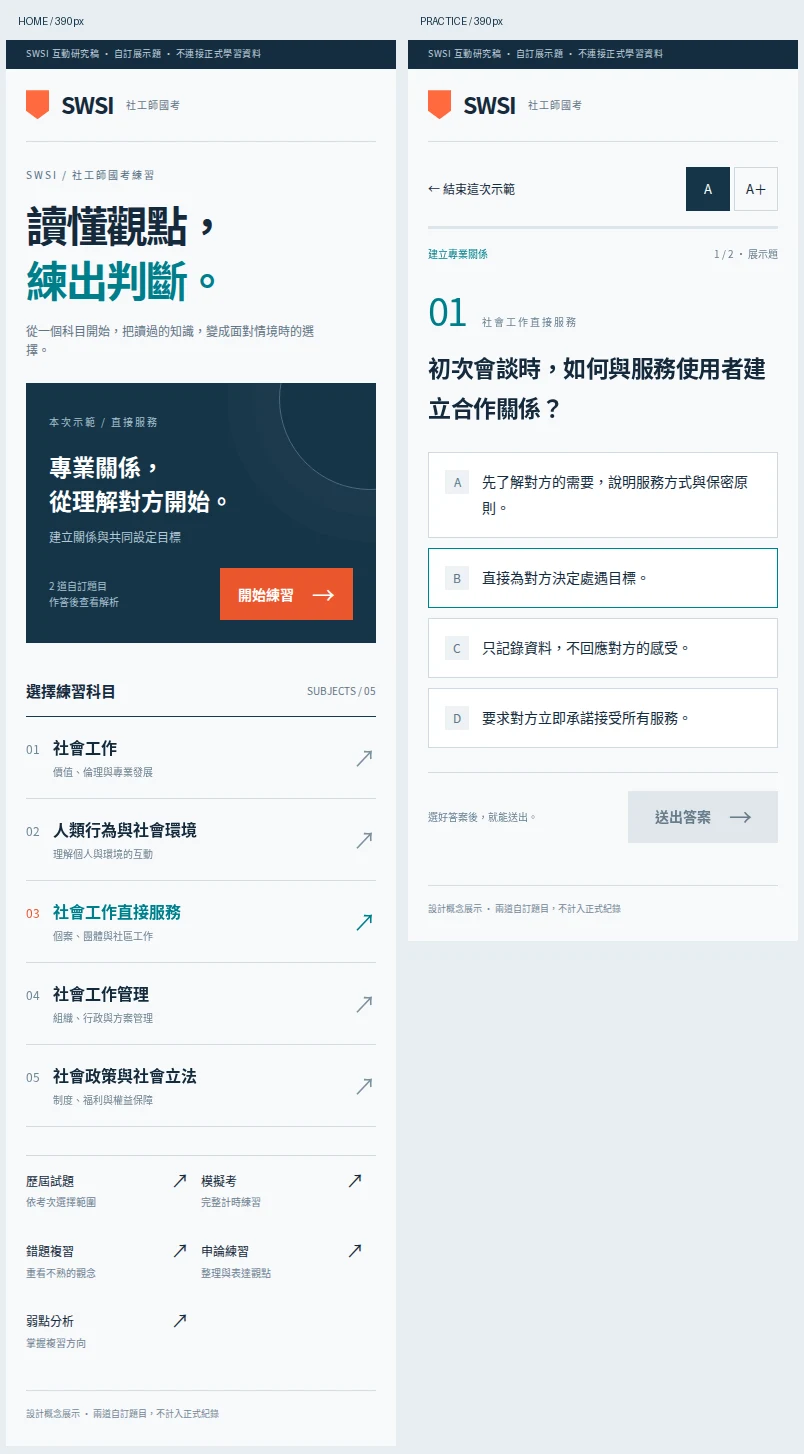 HOME / 390px
SWSI 互動研究稿 · 自訂展示題 · 不連接正式學習資料
SWSI 社工師國考
SWSI / 社工師國考練習
讀懂觀點，
練出判斷。
從一個科目開始，把讀過的知識，變成面對情境時的選
擇。
本次示範 / 直接服務
專業關係，
從理解對方開始。
建立關係與共同設定目標
2 道自訂題目
作答後查看解析
開始練習 →
選擇練習科目 SUBJECTS / 05
01 社會工作 ↗
價值、倫理與專業發展
02 人類行為與社會環境 ↗
理解個人與環境的互動
03 社會工作直接服務 ↗
個案、團體與社區工作
04 社會工作管理 ↗
組織、行政與方案管理
05 社會政策與社會立法 ↗
制度、福利與權益保障
歷屆試題 ↗
依考次選擇範圍
模擬考 ↗
完整計時練習
錯題複習 ↗
重看不熟的觀念
申論練習 ↗
整理與表達觀點
弱點分析 ↗
掌握複習方向
設計概念展示 · 兩道自訂題目，不計入正式紀錄
PRACTICE / 390px
SWSI 互動研究稿 · 自訂展示題 · 不連接正式學習資料
SWSI 社工師國考
← 結束這次示範 A A＋
建立專業關係 1 / 2 · 展示題
01 社會工作直接服務
初次會談時，如何與服務使用者建
立合作關係？
A 先了解對方的需要，說明服務方式與保密原
則。
B 直接為對方決定處遇目標。
C 只記錄資料，不回應對方的感受。
D 要求對方立即承諾接受所有服務。
選好答案後，就能送出。 送出答案 →
設計概念展示 · 兩道自訂題目，不計入正式紀錄